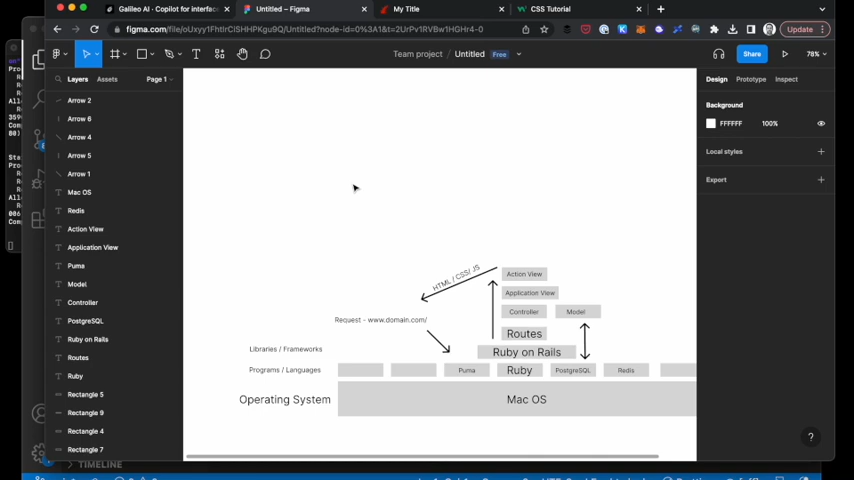 Galileo AI - Copilot for interface
Untitled – Figma
My Title
CSS Tutorial
figma.com/file/oUxyy1FhtlrCISHHPKgu9Q/Untitled?node-id=0%3A1&t=2UrPv1RVBw1HGHr4-0
Update
Team project / Untitled Free
Share
78%
Layers
Assets
Page 1
Design
Prototype
Inspect
Arrow 2
Arrow 6
Arrow 4
Arrow 5
Arrow 1
Mac OS
Redis
Action View
Application View
Puma
Model
Controller
PostgreSQL
Ruby on Rails
Routes
Ruby
Rectangle 5
Rectangle 9
Rectangle 4
Rectangle 7
Background
FFFFFF 100%
Local styles
Export
HTML / CSS/ JS
Action View
Application View
Controller
Model
Request - www.domain.com/
Routes
Libraries / Frameworks
Ruby on Rails
Programs / Languages
Puma
Ruby
PostgreSQL
Redis
Operating System
Mac OS
?
TIMELINE